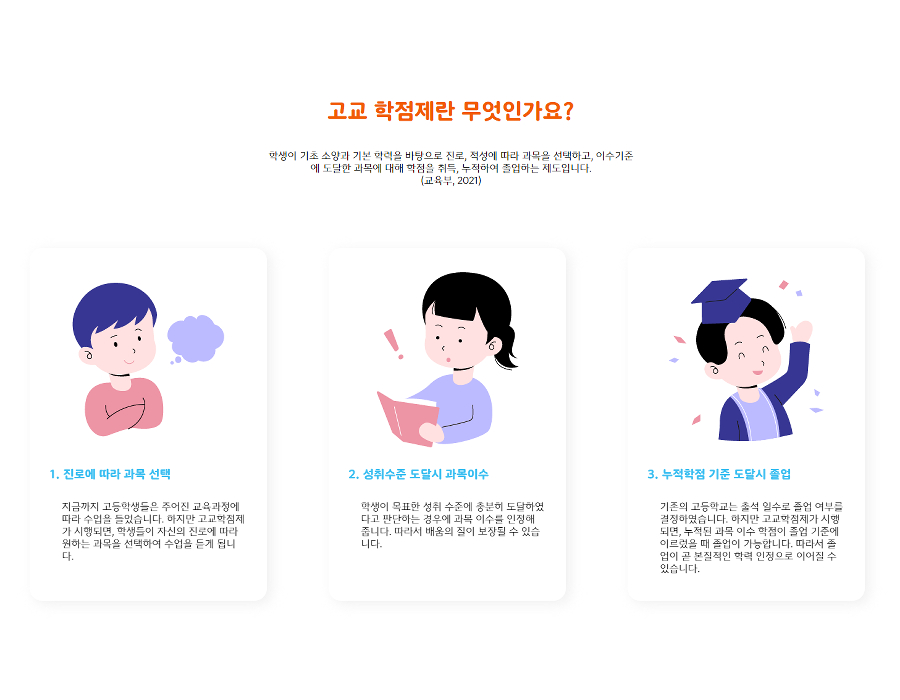 고교 학점제란 무엇인가요?
학생이 기초 소양과 기본 학력을 바탕으로 진로, 적성에 따라 과목을 선택하고, 이수기준
에 도달한 과목에 대해 학점을 취득, 누적하여 졸업하는 제도입니다.
(교육부, 2021)
1. 진로에 따라 과목 선택
지금까지 고등학생들은 주어진 교육과정에
따라 수업을 들었습니다. 하지만 고교학점제
가 시행되면, 학생들이 자신의 진로에 따라
원하는 과목을 선택하여 수업을 듣게 됩니
다.
2. 성취수준 도달시 과목이수
학생이 목표한 성취 수준에 충분히 도달하였
다고 판단하는 경우에 과목 이수를 인정해
줍니다. 따라서 배움의 질이 보장될 수 있습
니다.
3. 누적학점 기준 도달시 졸업
기존의 고등학교는 출석 일수로 졸업 여부를
결정하였습니다. 하지만 고교학점제가 시행
되면, 누적된 과목 이수 학점이 졸업 기준에
이르렀을 때 졸업이 가능합니다. 따라서 졸
업이 곧 본질적인 학력 인정으로 이어질 수
있습니다.